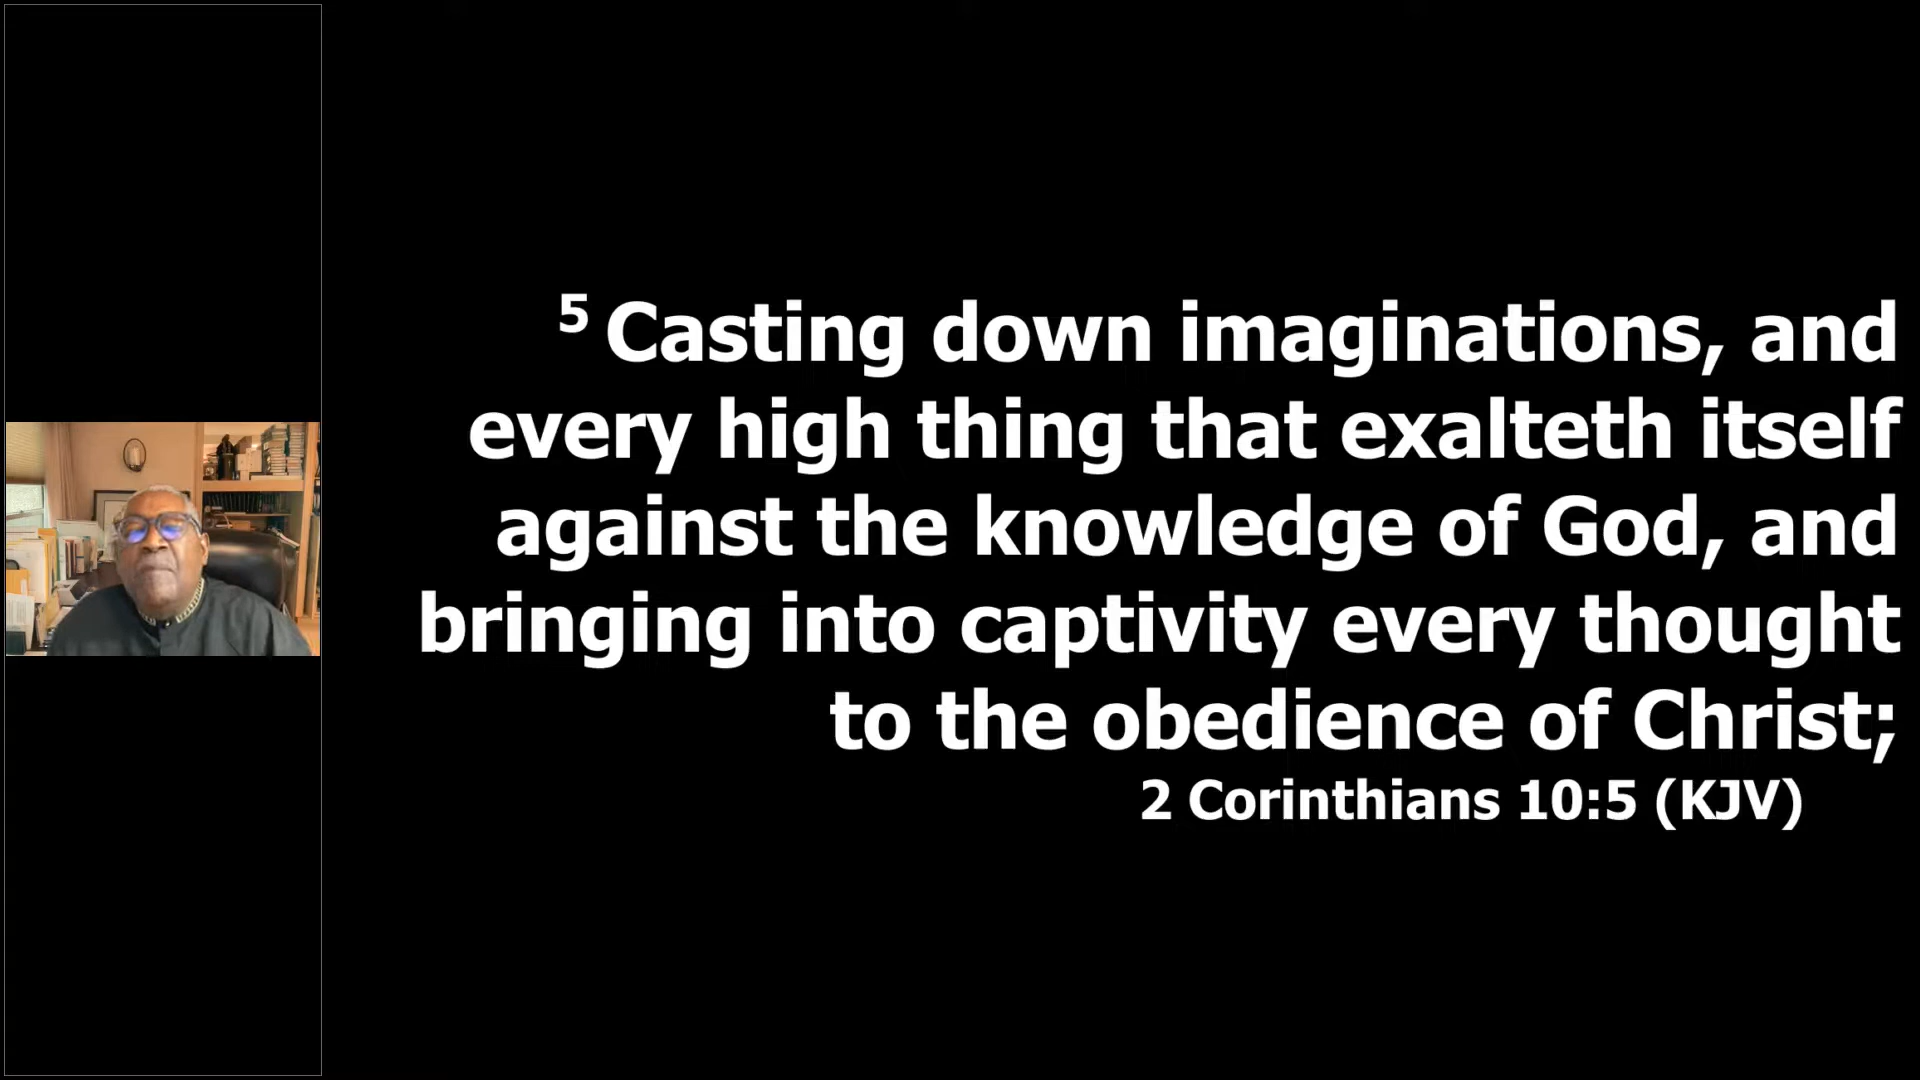 5 Casting down imaginations, and
every high thing that exalteth itself
against the knowledge of God, and
bringing into captivity every thought
to the obedience of Christ;
2 Corinthians 10:5 (KJV)